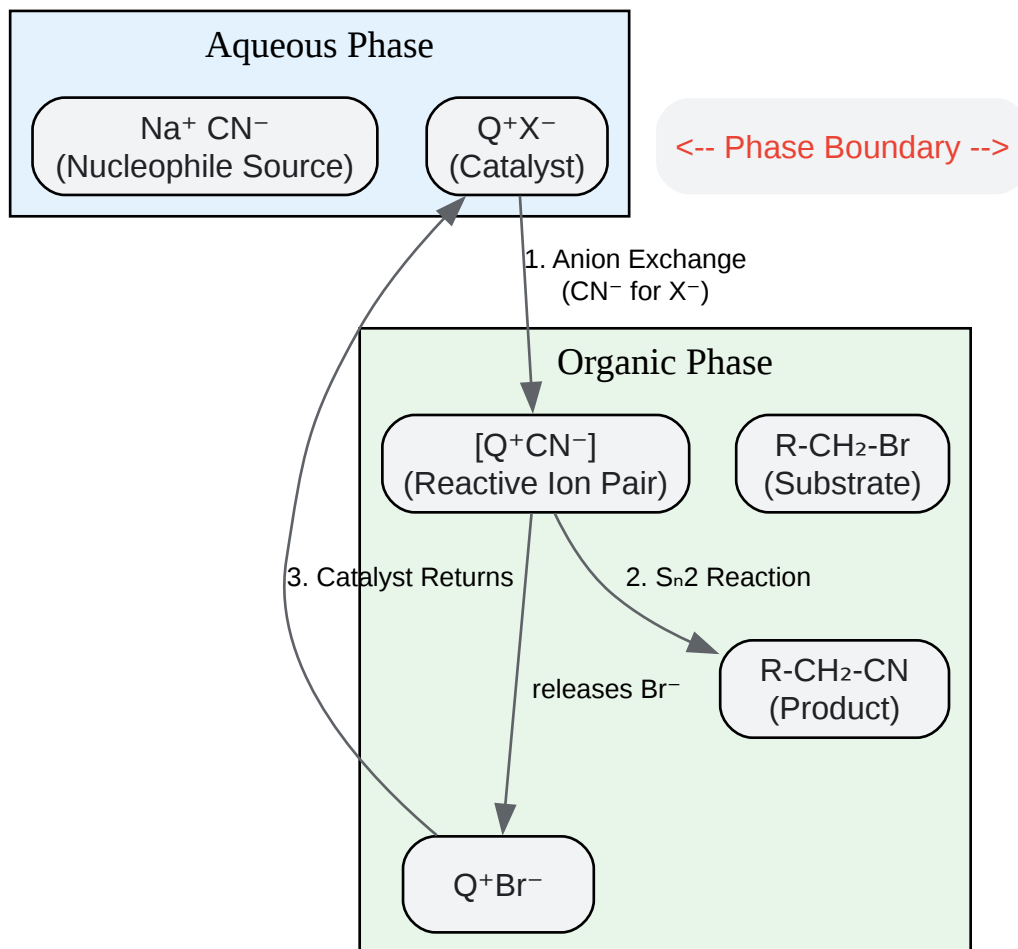 Aqueous Phase
Na⁺ CN⁻
(Nucleophile Source)
Q⁺X⁻
(Catalyst)
<-- Phase Boundary -->
1. Anion Exchange
(CN⁻ for X⁻)
Organic Phase
[Q⁺CN⁻]
(Reactive Ion Pair)
R-CH₂-Br
(Substrate)
3. Catalyst Returns
2. Sₙ2 Reaction
releases Br⁻
R-CH₂-CN
(Product)
Q⁺Br⁻